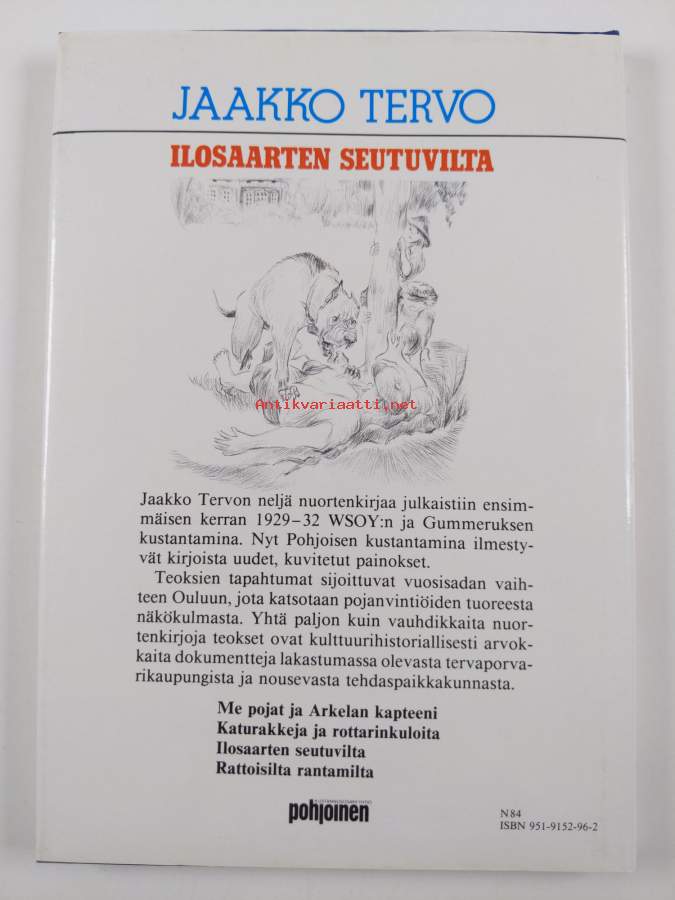 JAAKKO TERVO
ILOSAARTEN SEUTUVILTA
Antikvariaatti.net
Jaakko Tervon neljä nuortenkirjaa julkaistiin ensim-
mäisen kerran 1929–32 WSOY:n ja Gummeruksen
kustantamina. Nyt Pohjoisen kustantamina ilmesty-
vät kirjoista uudet, kuvitetut painokset.
Teoksien tapahtumat sijoittuvat vuosisadan vaih-
teen Ouluun, jota katsotaan pojanvintiöiden tuoreesta
näkökulmasta. Yhtä paljon kuin vauhdikkaita nuor-
tenkirjoja teokset ovat kulttuurihistoriallisesti arvok-
kaita dokumentteja lakastumassa olevasta tervaporva-
rikaupungista ja nousevasta tehdaspaikkakunnasta.
Me pojat ja Arkelan kapteeni
Katurakkeja ja rottarinkuloita
Ilosaarten seutuvilta
Rattoisilta rantamilta
pohjoinen
N84
ISBN 951-9152-96-2